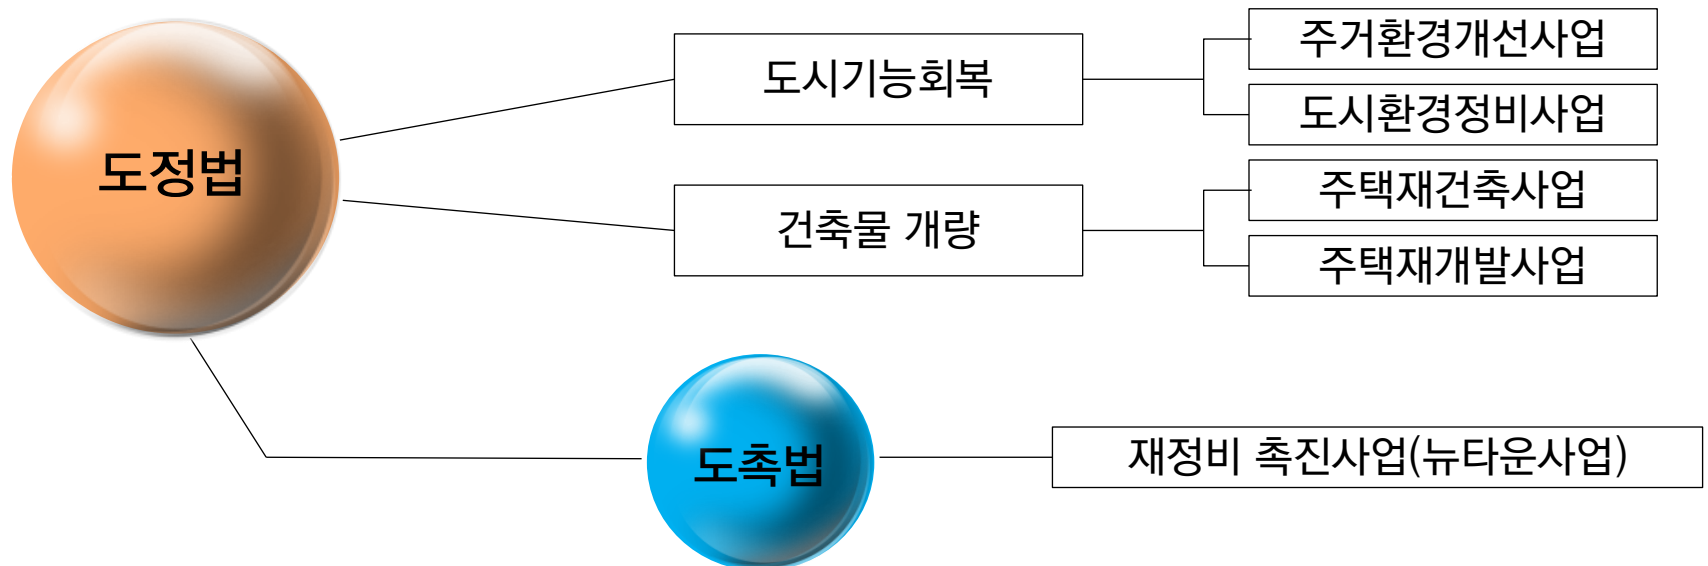 도정법
도시기능회복
주거환경개선사업
도시환경정비사업
건축물 개량
주택재건축사업
주택재개발사업
도촉법
재정비 촉진사업(뉴타운사업)